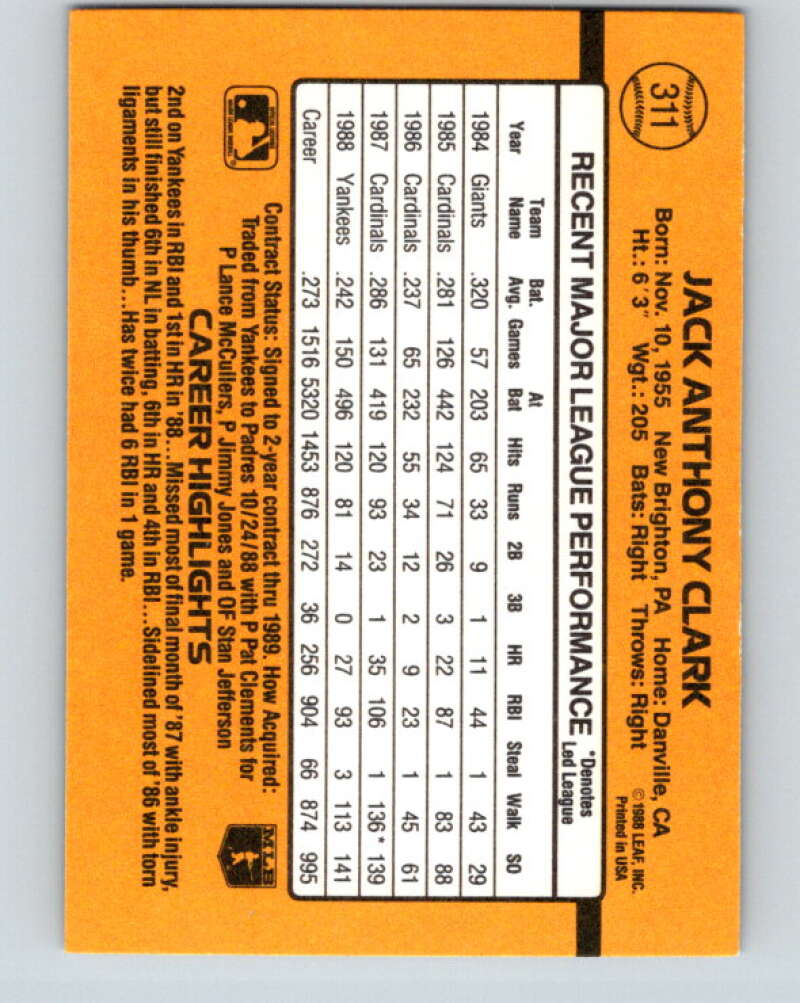 311
JACK ANTHONY CLARK
Born: Nov. 10, 1955 New Brighton, PA Home: Danville, CA
Ht.: 6'3" Wgt.: 205 Bats: Right Throws: Right
© 1988 LEAF, INC.
Printed in USA
RECENT MAJOR LEAGUE PERFORMANCE *Denotes Led League
Year Team Name Bat. Avg. Games At Bat Hits Runs 2B 3B HR RBI Steal Walk SO
1984 Giants .320 57 203 65 33 9 1 11 44 1 43 29
1985 Cardinals .281 126 442 124 71 26 3 22 87 1 83 88
1986 Cardinals .237 65 232 55 34 12 2 9 23 1 45 61
1987 Cardinals .286 131 419 120 93 23 1 35 106 1 136* 139
1988 Yankees .242 150 496 120 81 14 0 27 93 3 113 141
Career .273 1516 5320 1453 876 272 36 256 904 66 874 995
Contract Status: Signed to 2-year contract thru 1989. How Acquired:
Traded from Yankees to Padres 10/24/88 with P Pat Clements for
P Lance McCullers, P Jimmy Jones and OF Stan Jefferson
MLB
CAREER HIGHLIGHTS
2nd on Yankees in RBI and 1st in HR in '88...Missed most of final month of '87 with ankle injury,
but still finished 6th in NL in batting, 6th in HR and 4th in RBI...Sidelined most of '86 with torn
ligaments in his thumb...Has twice had 6 RBI in 1 game.